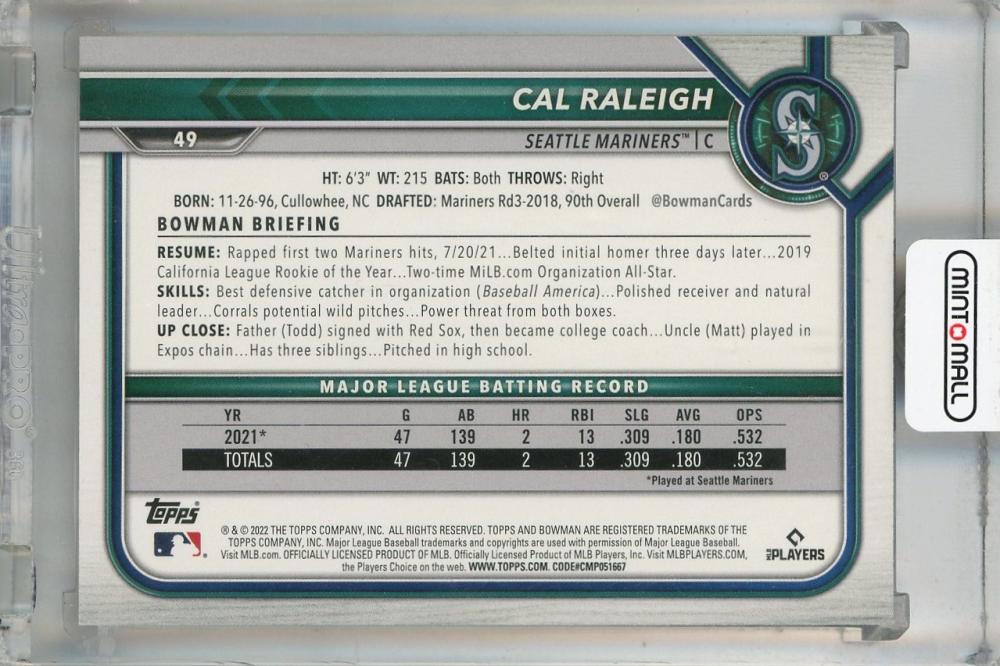 CAL RALEIGH
49
SEATTLE MARINERS™ | C
S®
HT: 6'3" WT: 215 BATS: Both THROWS: Right
BORN: 11-26-96, Cullowhee, NC DRAFTED: Mariners Rd3-2018, 90th Overall @BowmanCards
BOWMAN BRIEFING
RESUME: Rapped first two Mariners hits, 7/20/21...Belted initial homer three days later...2019
California League Rookie of the Year...Two-time MiLB.com Organization All-Star.
SKILLS: Best defensive catcher in organization (Baseball America)...Polished receiver and natural
leader...Corrals potential wild pitches...Power threat from both boxes.
UP CLOSE: Father (Todd) signed with Red Sox, then became college coach...Uncle (Matt) played in
Expos chain...Has three siblings...Pitched in high school.
MAJOR LEAGUE BATTING RECORD
YR G AB HR RBI SLG AVG OPS
2021* 47 139 2 13 .309 .180 .532
TOTALS 47 139 2 13 .309 .180 .532
*Played at Seattle Mariners
Topps
® & © 2022 THE TOPPS COMPANY, INC. ALL RIGHTS RESERVED. TOPPS AND BOWMAN ARE REGISTERED TRADEMARKS OF THE
TOPPS COMPANY, INC. Major League Baseball trademarks and copyrights are used with permission of Major League Baseball.
Visit MLB.com. OFFICIALLY LICENSED PRODUCT OF MLB. Officially Licensed Product of MLB Players, Inc. Visit MLBPLAYERS.COM,
the Players Choice on the web. WWW.TOPPS.COM. CODE#CMP051667
MLB PLAYERS
MINTMALL